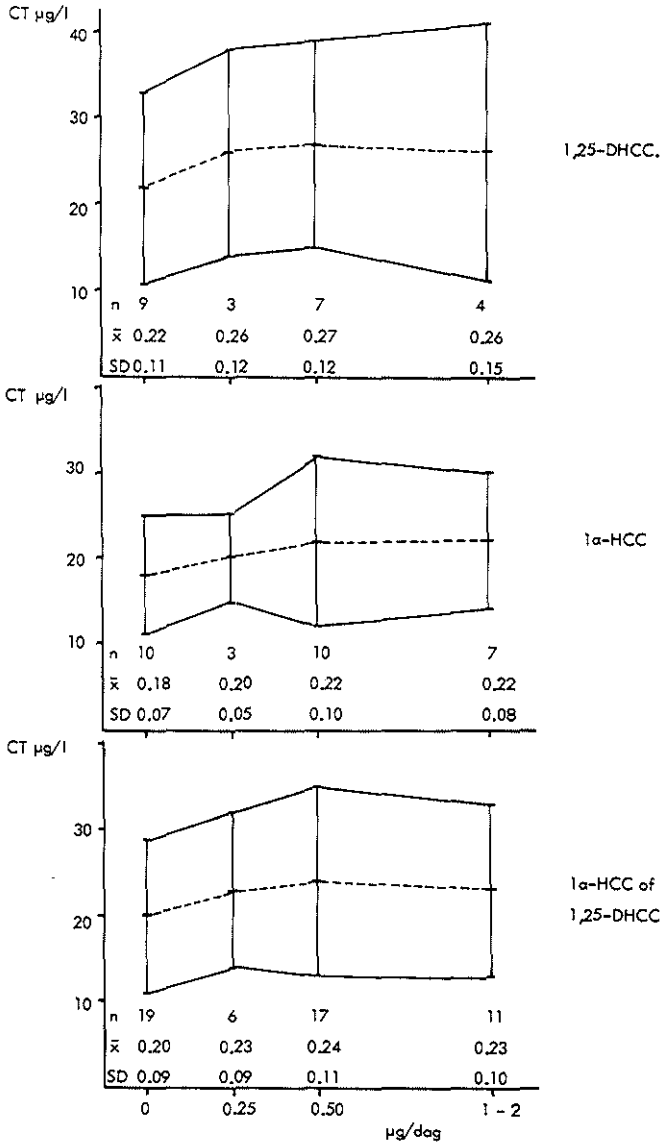 CT µg/l
40
30
20
10
1,25-DHCC.
n 9 3 7 4
x̄ 0.22 0.26 0.27 0.26
SD 0.11 0.12 0.12 0.15
CT µg/l
30
20
10
1α-HCC
n 10 3 10 7
x̄ 0.18 0.20 0.22 0.22
SD 0.07 0.05 0.10 0.08
CT µg/l
30
20
10
1α-HCC of
1,25-DHCC
n 19 6 17 11
x̄ 0.20 0.23 0.24 0.23
SD 0.09 0.09 0.11 0.10
0 0.25 0.50 1 - 2
µg/dag